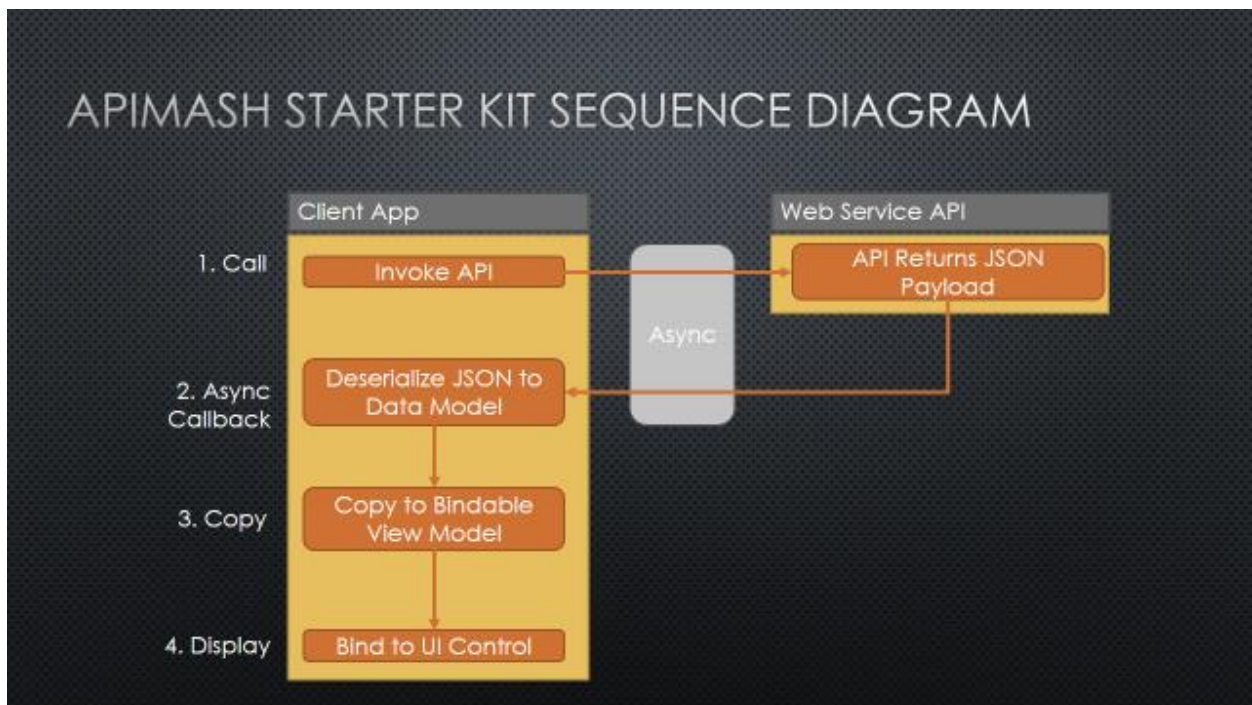 APIMASH STARTER KIT SEQUENCE DIAGRAM
Client App
Web Service API
1. Call
Invoke API
API Returns JSON
Payload
Async
2. Async
Callback
Deserialize JSON to
Data Model
3. Copy
Copy to Bindable
View Model
4. Display
Bind to UI Control